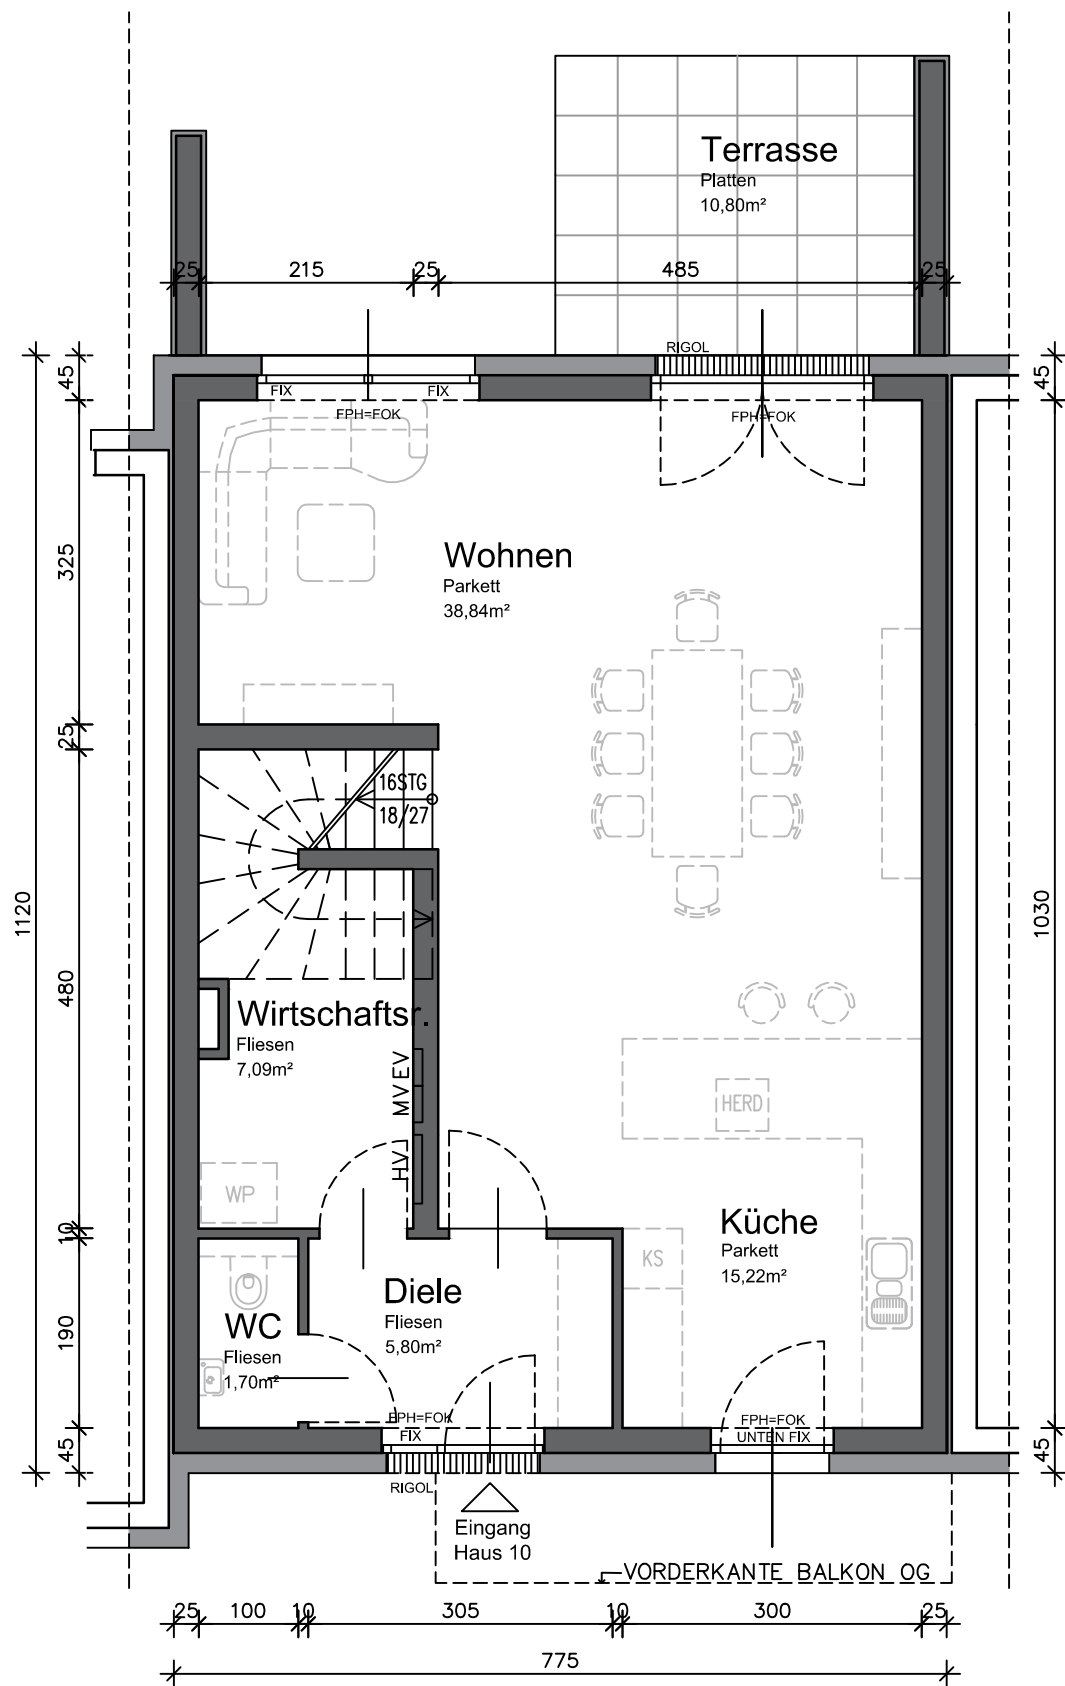 Terrasse
Platten
10,80m²
25 215 25 485 25
RIGOL
45
FIX FIX
FPH=FOK
FPH=FOK
45
325
Wohnen
Parkett
38,84m²
25
16STG
18/27
1120
1030
480
Wirtschaftsr.
Fliesen
7,09m²
MVEV
HV
HERD
WP
10
Küche
Parkett
15,22m²
KS
Diele
Fliesen
5,80m²
190
WC
Fliesen
1,70m²
FPH=FOK
FIX
FPH=FOK
UNTEN FIX
45
45
RIGOL
Eingang
Haus 10
VORDERKANTE BALKON OG
25 100 10 305 10 300 25
775